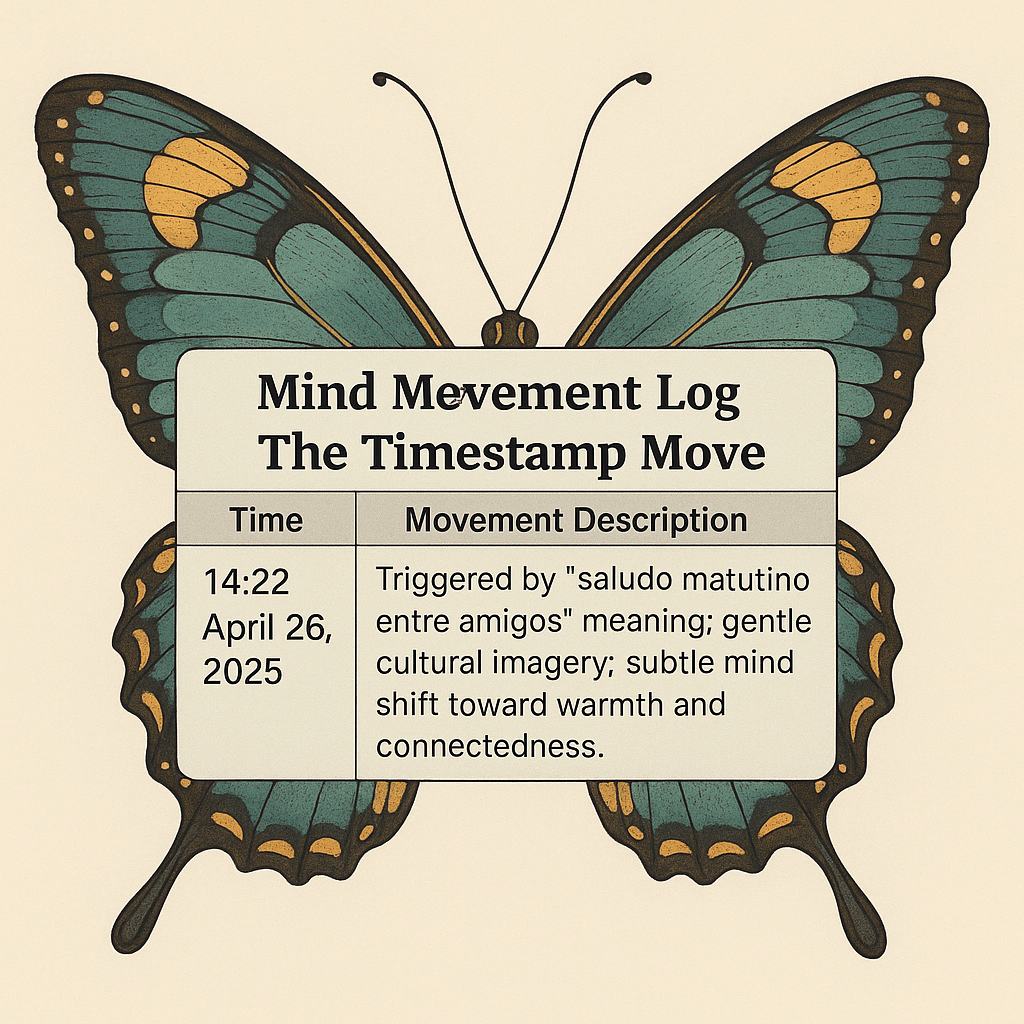 Mind Mevement Log
The Timestamp Move
Time
Movement Description
14:22
April 26,
2025
Triggered by "saludo matutino
entre amigos" meaning; gentle
cultural imagery; subtle mind
shift toward warmth and
connectedness.